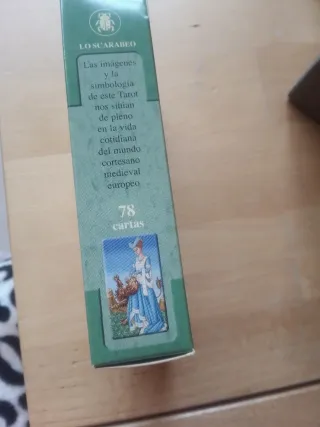 LO SCARABEO
Las imágenes
y la
simbología
de este Tarot
nos sitúan
de pleno
en la vida
cotidiana
del mundo
cortesano
medieval
europeo
78
cartas